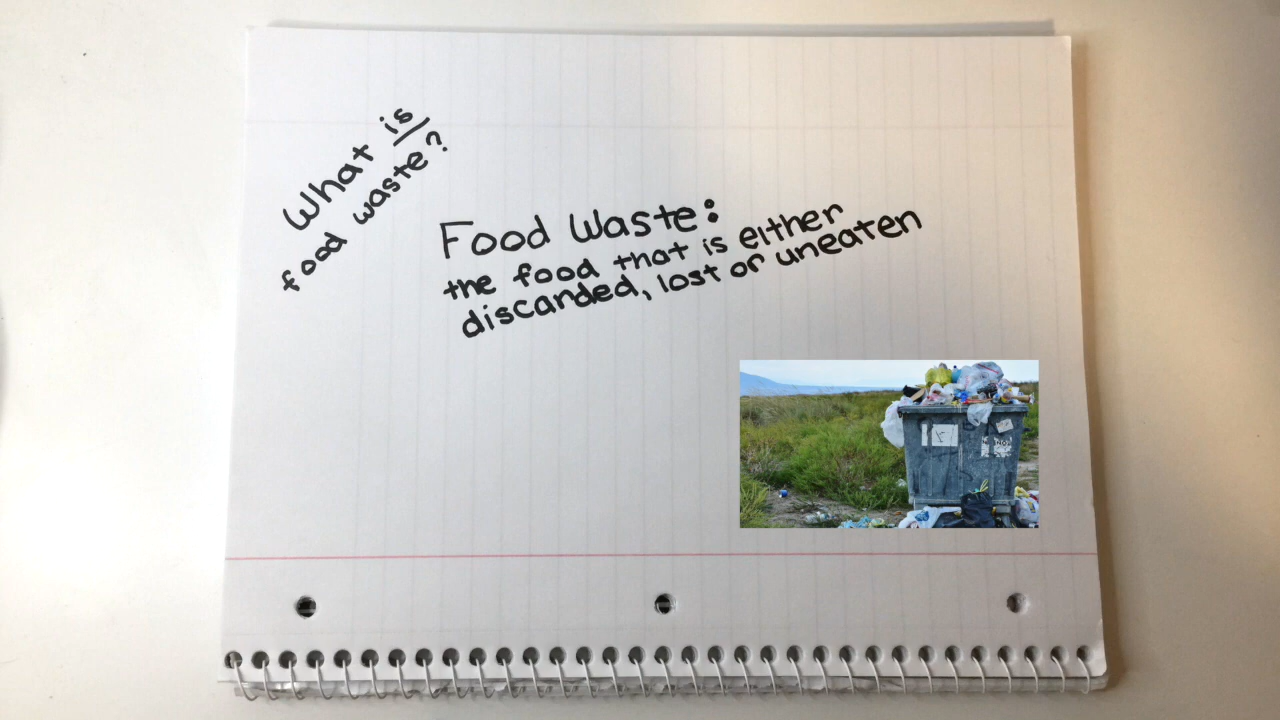 What is
food waste?
Food Waste:
the food that is either
discarded, lost or uneaten